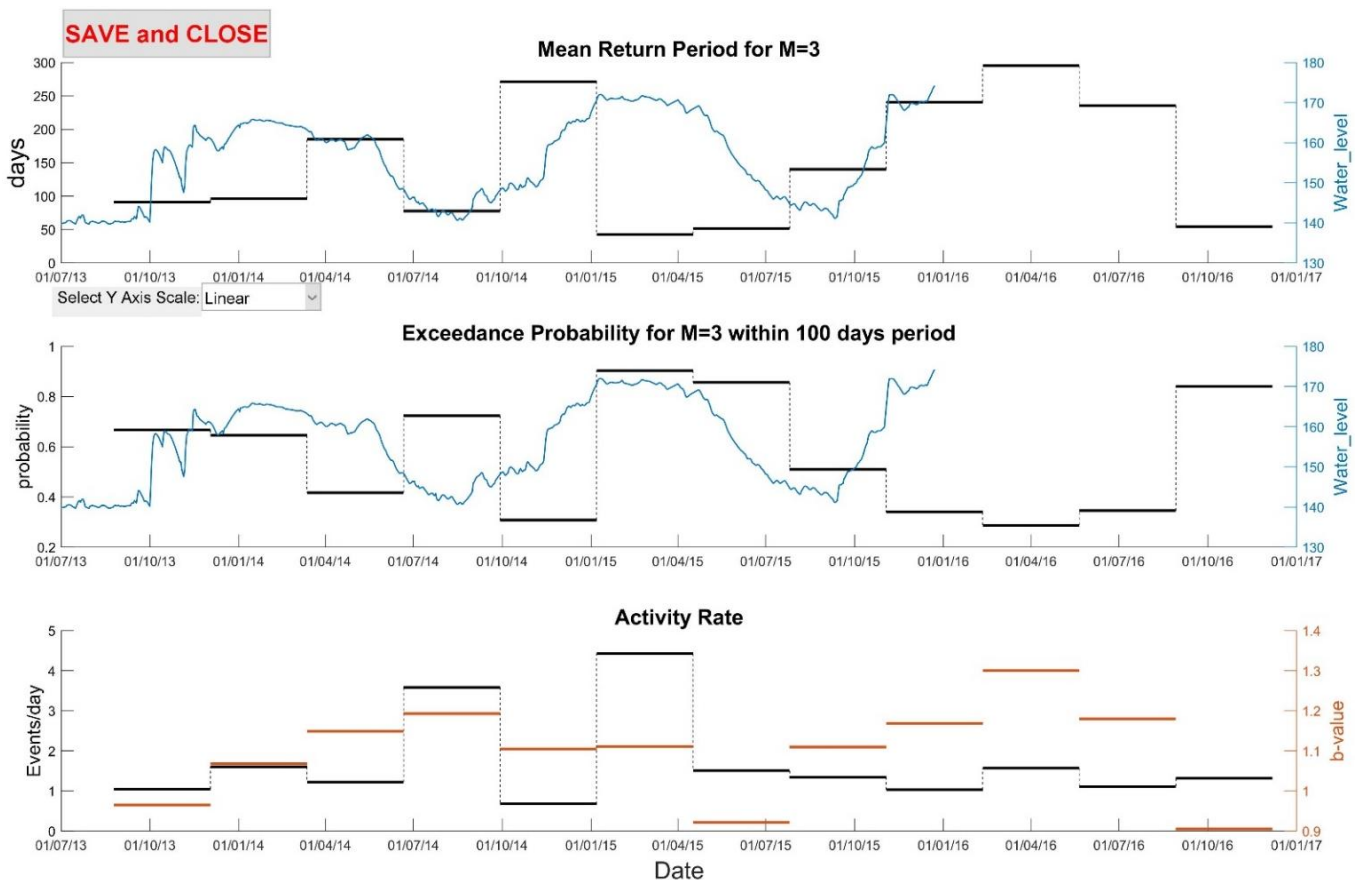 SAVE and CLOSE
Mean Return Period for M=3
300
250
200
150
100
50
0
days
180
170
160
150
140
130
Water_level
01/07/13 01/10/13 01/01/14 01/04/14 01/07/14 01/10/14 01/01/15 01/04/15 01/07/15 01/10/15 01/01/16 01/04/16 01/07/16 01/10/16 01/01/17
Select Y Axis Scale: Linear
Exceedance Probability for M=3 within 100 days period
1
0.8
0.6
0.4
0.2
probability
180
170
160
150
140
130
Water_level
01/07/13 01/10/13 01/01/14 01/04/14 01/07/14 01/10/14 01/01/15 01/04/15 01/07/15 01/10/15 01/01/16 01/04/16 01/07/16 01/10/16 01/01/17
Activity Rate
5
4
3
2
1
0
Events/day
1.4
1.3
1.2
1.1
1
0.9
b-value
01/07/13 01/10/13 01/01/14 01/04/14 01/07/14 01/10/14 01/01/15 01/04/15 01/07/15 01/10/15 01/01/16 01/04/16 01/07/16 01/10/16 01/01/17
Date